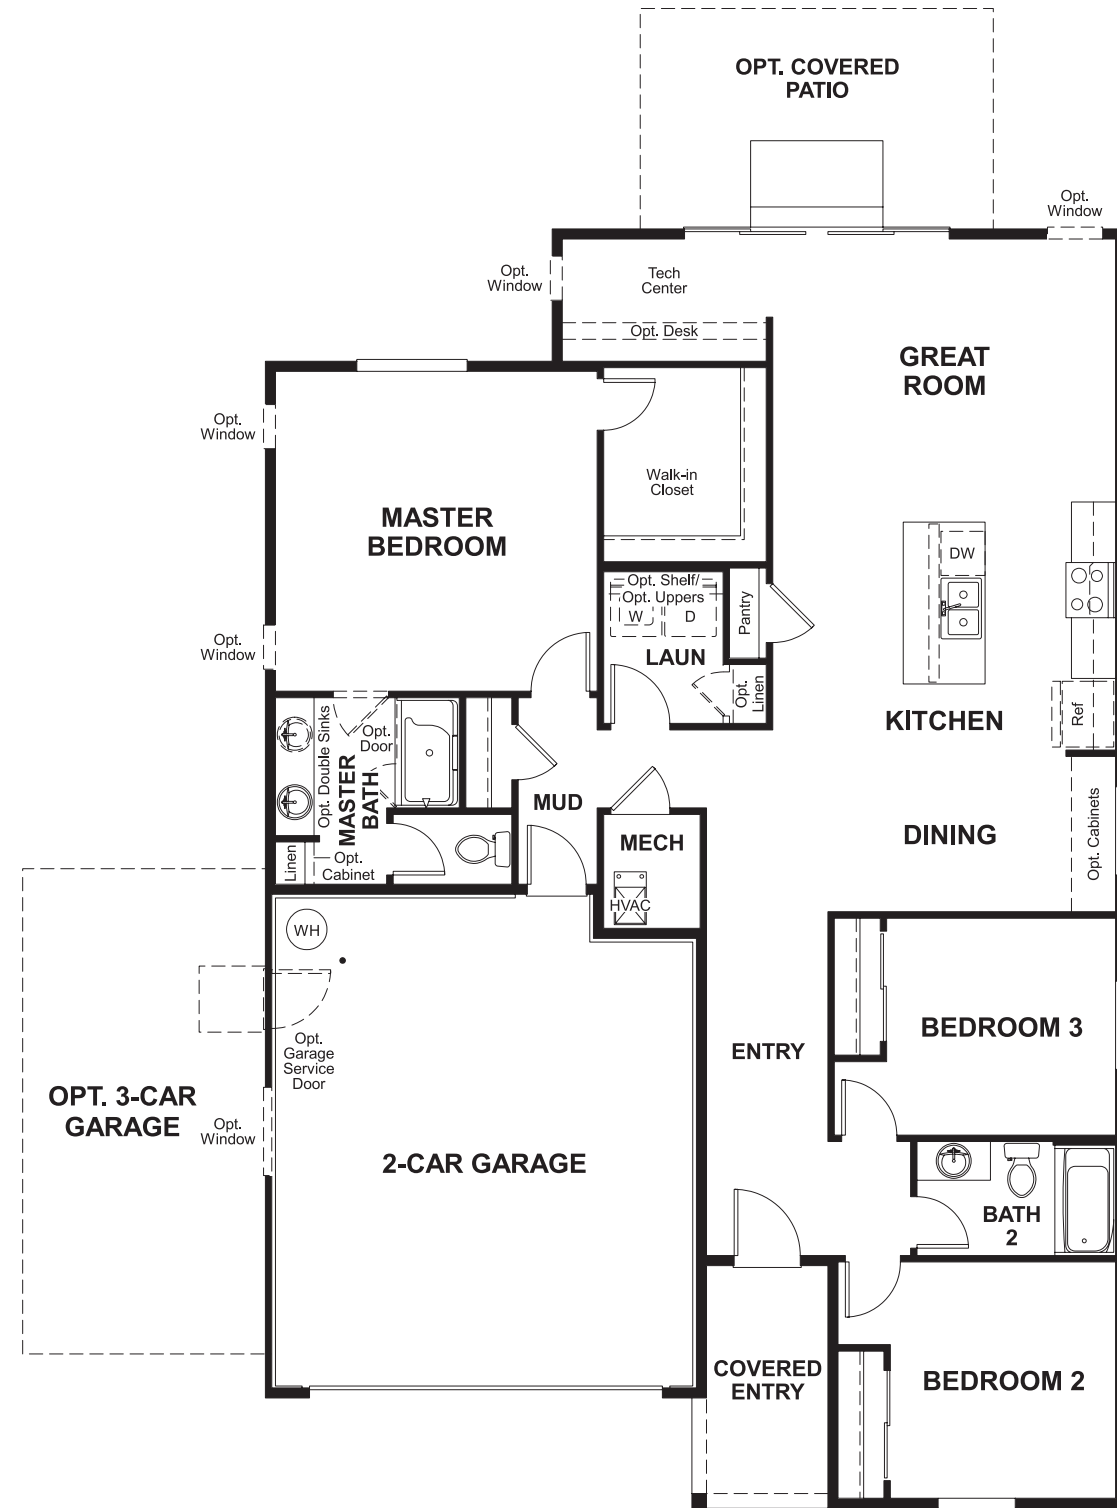 OPT. COVERED
PATIO
Opt.
Window
Opt.
Window
Tech
Center
Opt. Desk
GREAT
ROOM
Opt.
Window
Walk-in
Closet
MASTER
BEDROOM
DW
Opt. Shelf/
Opt. Uppers
W
D
Pantry
LAUN
Opt.
Window
Opt.
Linen
KITCHEN
Ref
Opt. Double Sinks
Opt.
Door
MASTER
BATH
MUD
MECH
DINING
Opt. Cabinets
Linen
Opt.
Cabinet
HVAC
WH
BEDROOM 3
ENTRY
Opt.
Garage
Service
Door
OPT. 3-CAR
GARAGE
Opt.
Window
2-CAR GARAGE
BATH
2
COVERED
ENTRY
BEDROOM 2